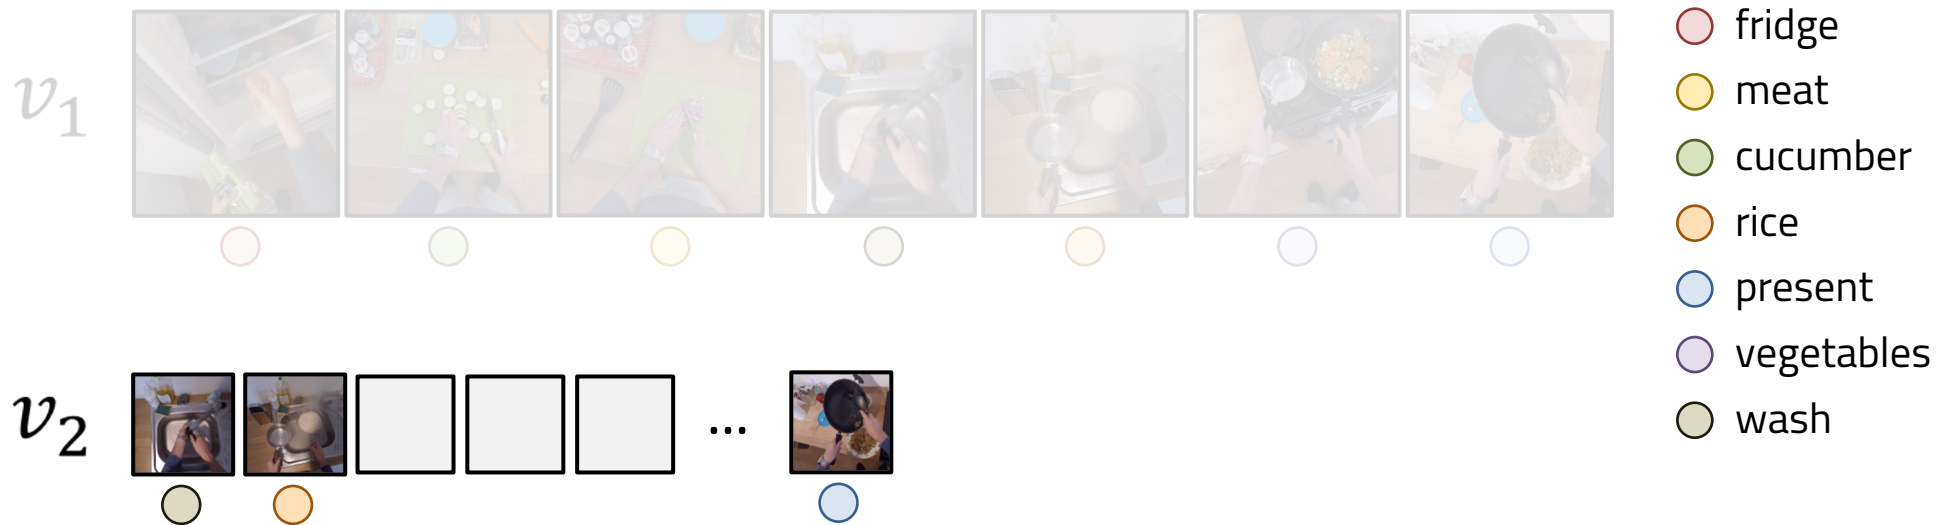 v1
fridge
meat
cucumber
rice
present
vegetables
wash
v2
...